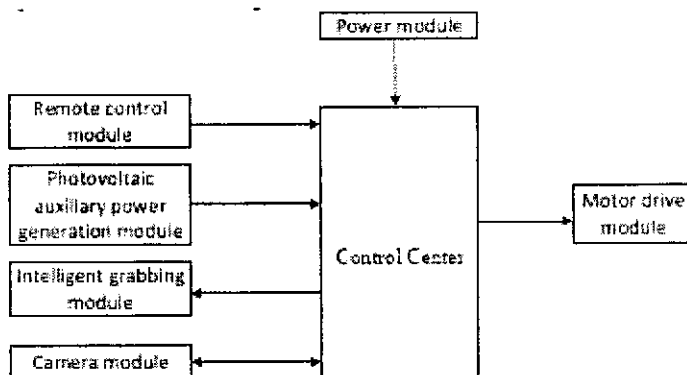 Power module
Remote control
module
Photovoltaic
auxiliary power
generation module
Control Center
Motor drive
module
Intelligent grabbing
module
Camera module